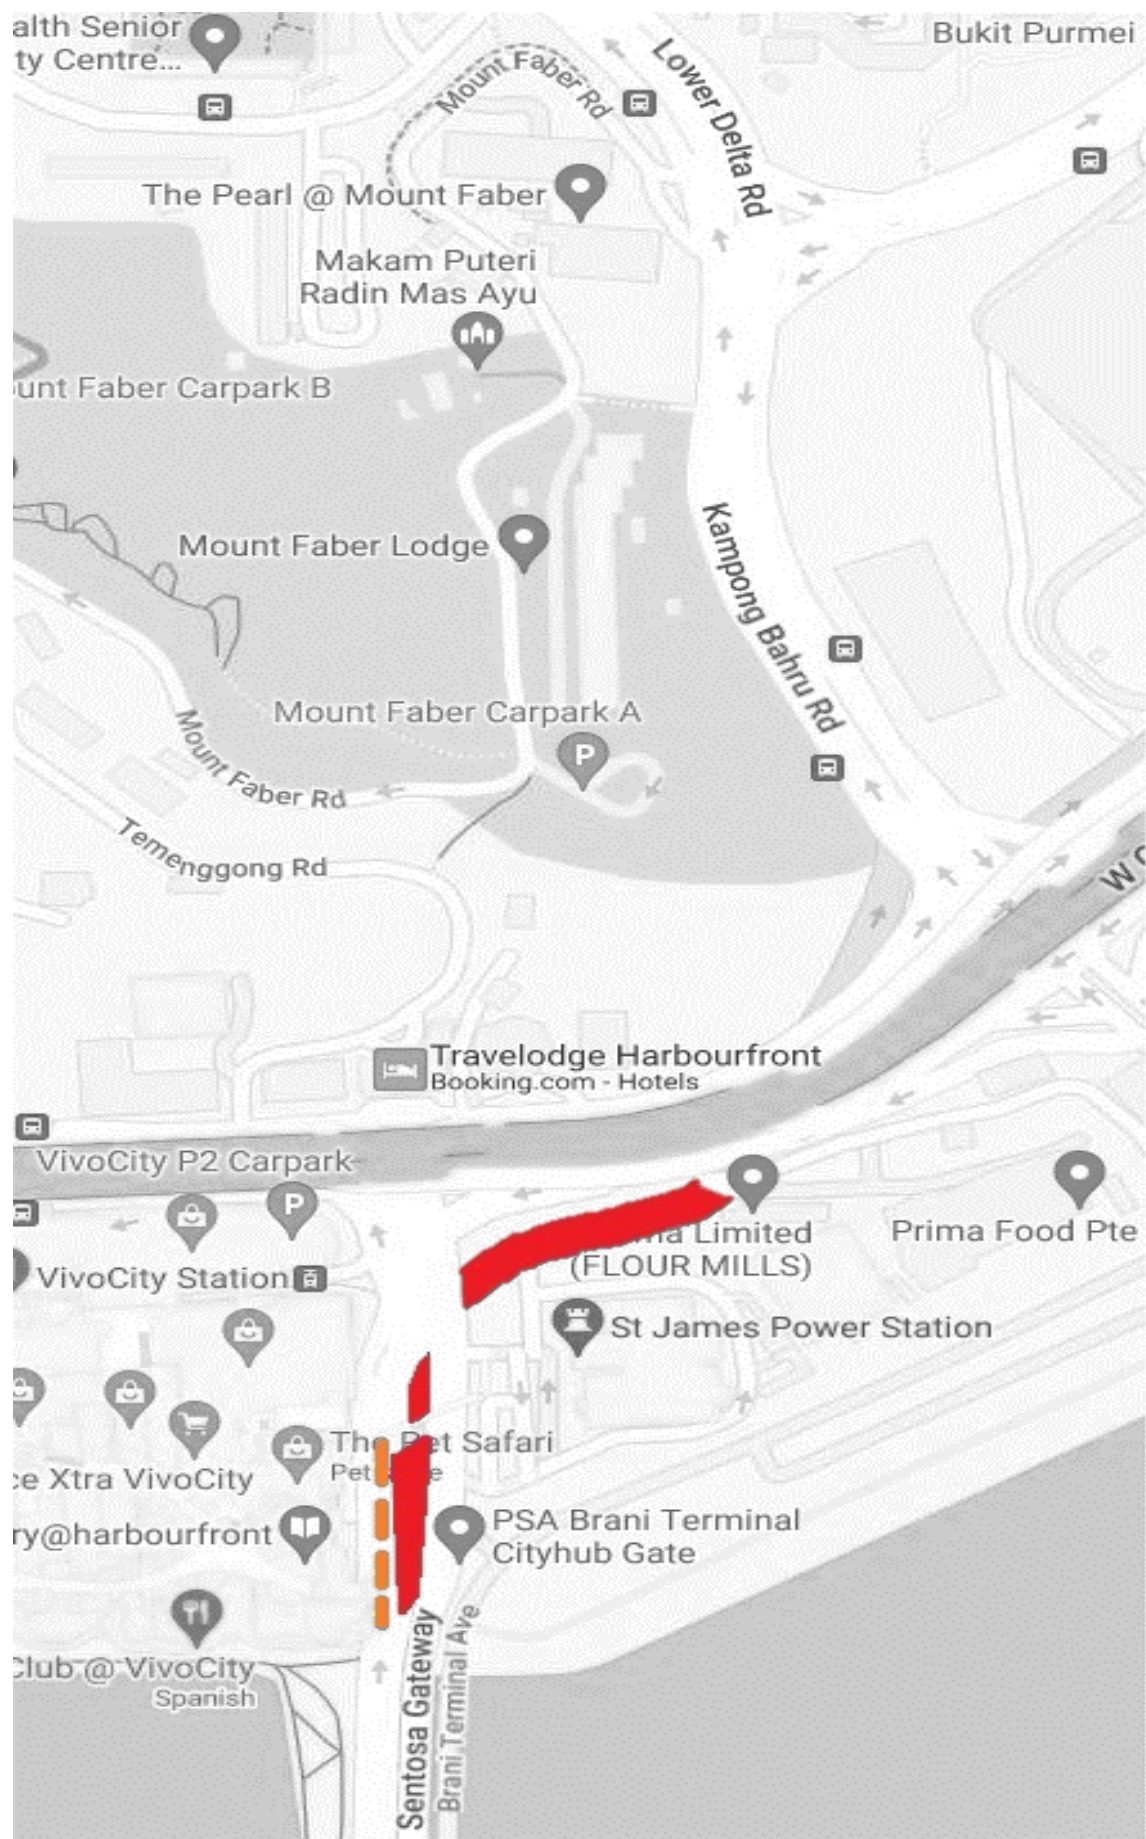 alth Senior
ty Centre...
Bukit Purmei
Mount Faber Rd
Lower Delta Rd
The Pearl @ Mount Faber
Makam Puteri
Radin Mas Ayu
unt Faber Carpark B
Mount Faber Lodge
Kampong Bahru Rd
Mount Faber Carpark A
P
Mount Faber Rd
Temenggong Rd
W C
Travelodge Harbourfront
Booking.com - Hotels
VivoCity P2 Carpark
P
Limited
(FLOUR MILLS)
Prima Food Pte
VivoCity Station
St James Power Station
The Pet Safari
ce Xtra VivoCity
PSA Brani Terminal
Cityhub Gate
ry@harbourfront
Club @ VivoCity
Spanish
Sentosa Gateway
Brani Terminal Ave